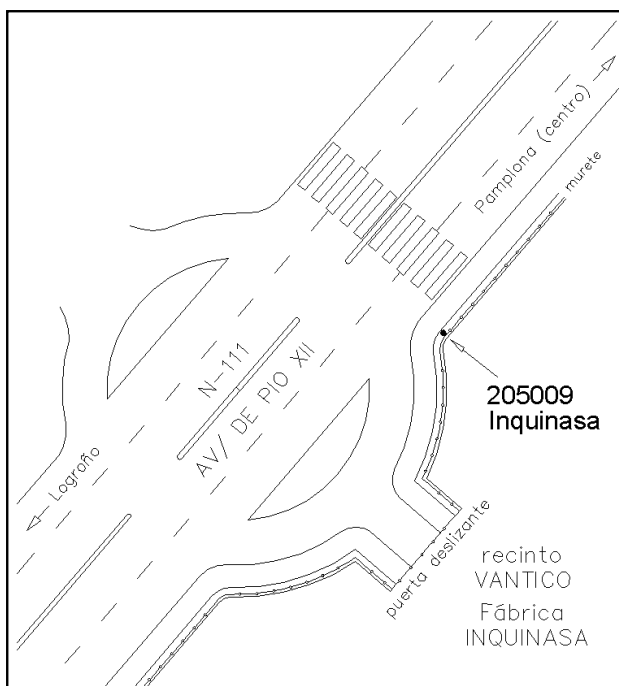 Pamplona (centro)
murete
N-111
AV/ DE PIO XII
205009
Inquinasa
Logroño
puerta deslizante
recinto
VANTICO
Fábrica
INQUINASA